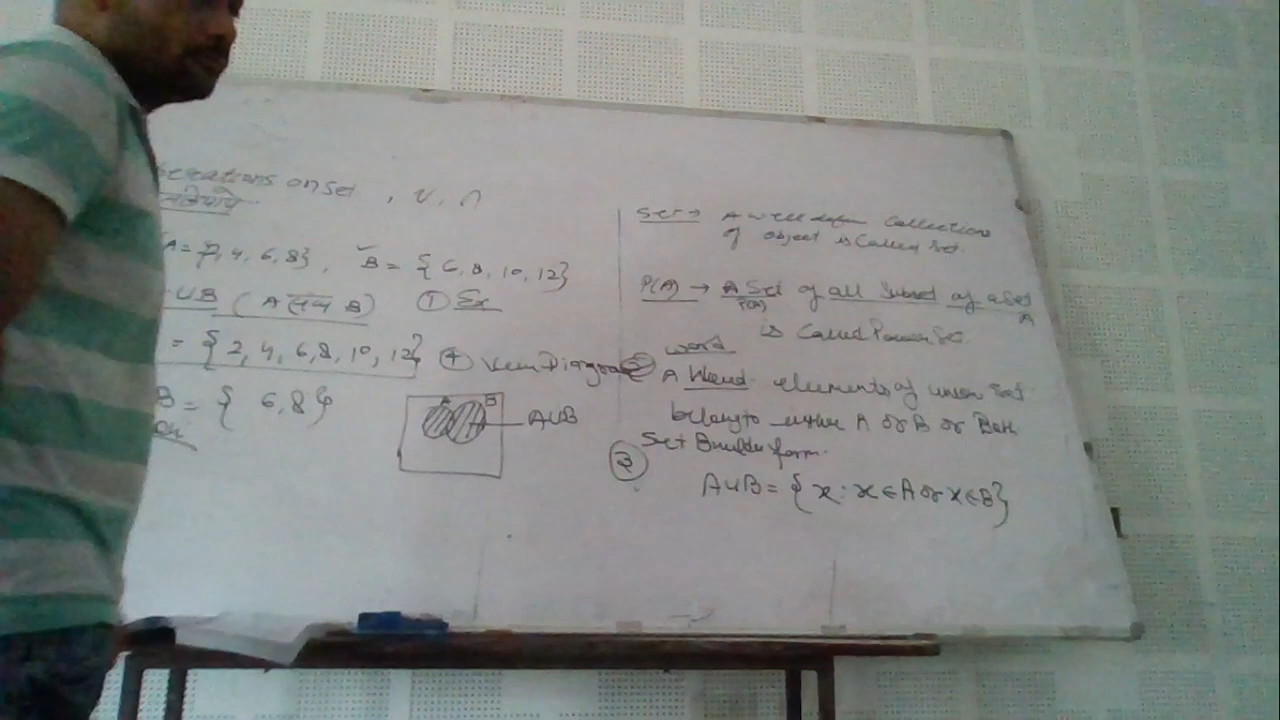 erations on set , ∪, ∩
A = {2, 4, 6, 8}, B = { 6, 8, 10, 12}
∪B ( A संघ B) ① Ex
= { 2, 4, 6, 8, 10, 12}
④ Venn Diagram
B = { 6, 8}
A B
A∪B
Set → A well define Collection
of object is Called Set.
P(A) → A Set of all Subset of a Set
P(A) A
is Called Power Set
word
A Word elements of union Set
belong to either A or B or Both
③ Set Builder form.
A∪B = { x : x ∈ A or x ∈ B}